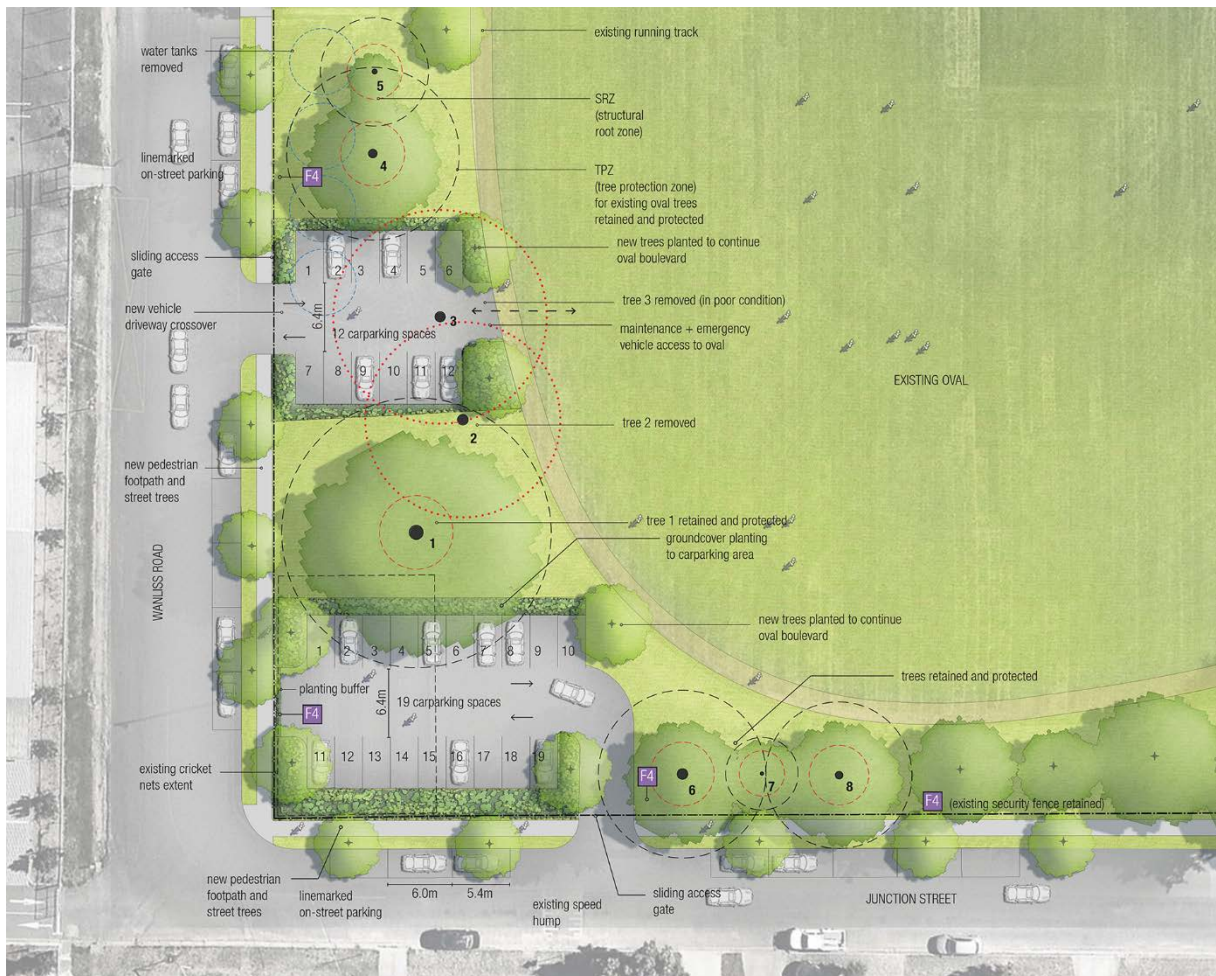 water tanks
removed
existing running track
5
SRZ
(structural
root zone)
4
linemarked
on-street parking
F4
TPZ
(tree protection zone)
for existing oval trees
retained and protected
sliding access
gate
new trees planted to continue
oval boulevard
1 2 3 4 5 6
new vehicle
driveway crossover
6.4m
3
tree 3 removed (in poor condition)
12 carparking spaces
maintenance + emergency
vehicle access to oval
7 8 9 10 11 12
EXISTING OVAL
2
tree 2 removed
new pedestrian
footpath and
street trees
1
tree 1 retained and protected
groundcover planting
to carparking area
WANLISS ROAD
new trees planted to continue
oval boulevard
1 2 3 4 5 6 7 8 9 10
trees retained and protected
planting buffer
F4
6.4m
19 carparking spaces
11 12 13 14 15 16 17 18 19
existing cricket
nets extent
F4
6
7
8
F4 (existing security fence retained)
new pedestrian
footpath and
street trees
linemarked
on-street parking
6.0m
5.4m
existing speed
hump
sliding access
gate
JUNCTION STREET